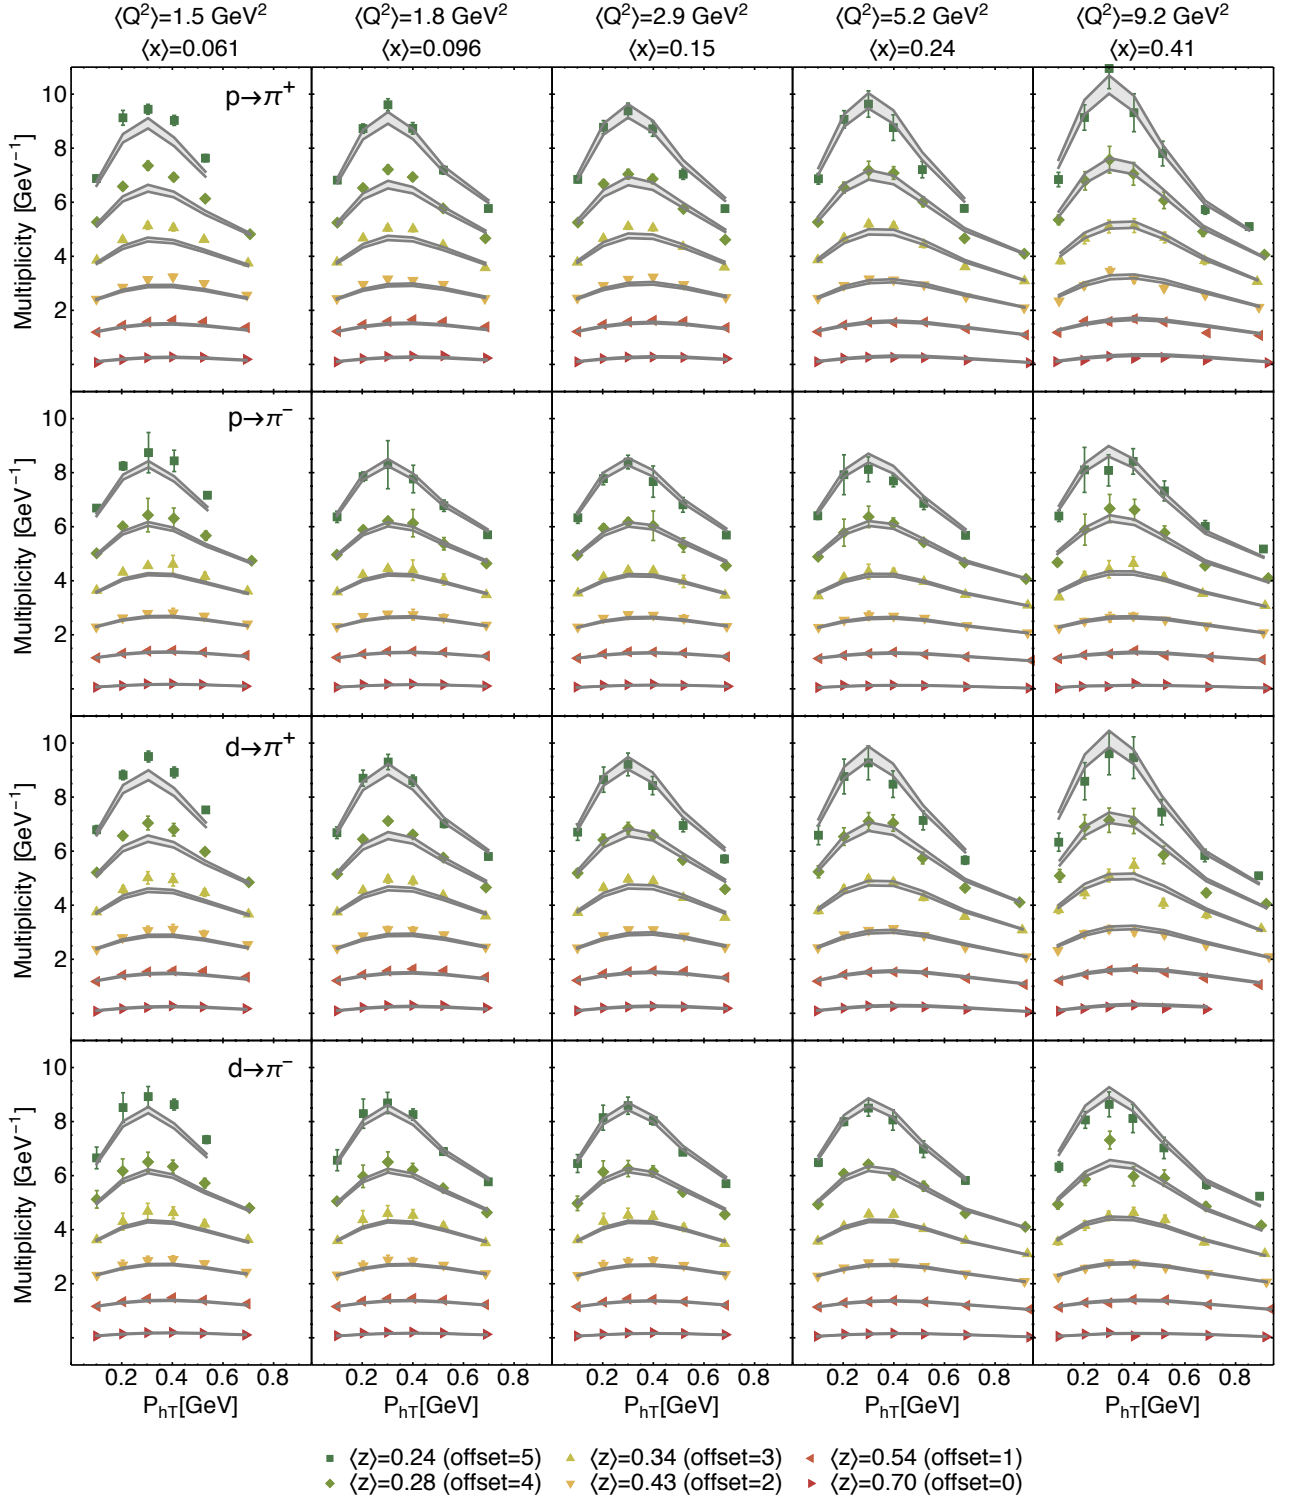 ⟨Q²⟩=1.5 GeV² ⟨Q²⟩=1.8 GeV² ⟨Q²⟩=2.9 GeV² ⟨Q²⟩=5.2 GeV² ⟨Q²⟩=9.2 GeV²
⟨x⟩=0.061 ⟨x⟩=0.096 ⟨x⟩=0.15 ⟨x⟩=0.24 ⟨x⟩=0.41
p→π⁺
10
8
6
4
2
Multiplicity [GeV⁻¹]
p→π⁻
10
8
6
4
2
Multiplicity [GeV⁻¹]
d→π⁺
10
8
6
4
2
Multiplicity [GeV⁻¹]
d→π⁻
10
8
6
4
2
Multiplicity [GeV⁻¹]
0.2 0.4 0.6 0.8 0.2 0.4 0.6 0.8 0.2 0.4 0.6 0.8 0.2 0.4 0.6 0.8 0.2 0.4 0.6 0.8
P_hT[GeV] P_hT[GeV] P_hT[GeV] P_hT[GeV] P_hT[GeV]
⟨z⟩=0.24 (offset=5) ⟨z⟩=0.34 (offset=3) ⟨z⟩=0.54 (offset=1)
⟨z⟩=0.28 (offset=4) ⟨z⟩=0.43 (offset=2) ⟨z⟩=0.70 (offset=0)